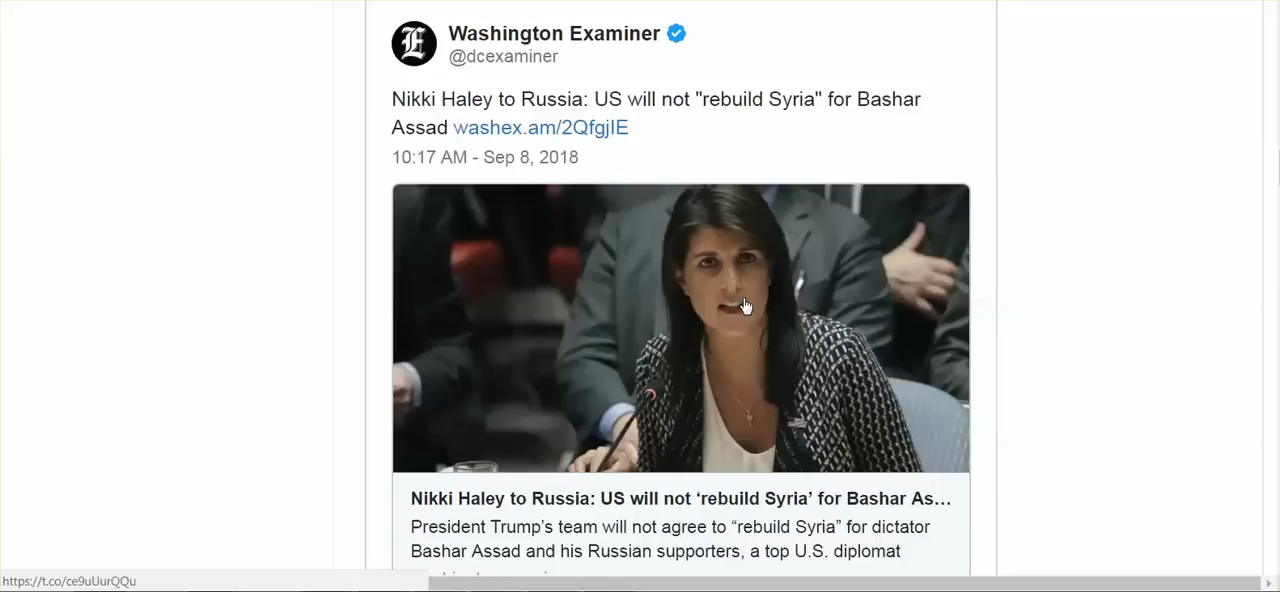 Washington Examiner
@dcexaminer
Nikki Haley to Russia: US will not "rebuild Syria" for Bashar
Assad washex.am/2QfgjIE
10:17 AM - Sep 8, 2018
Nikki Haley to Russia: US will not ‘rebuild Syria’ for Bashar As…
President Trump’s team will not agree to “rebuild Syria” for dictator
Bashar Assad and his Russian supporters, a top U.S. diplomat
https://t.co/ce9uUurQQu